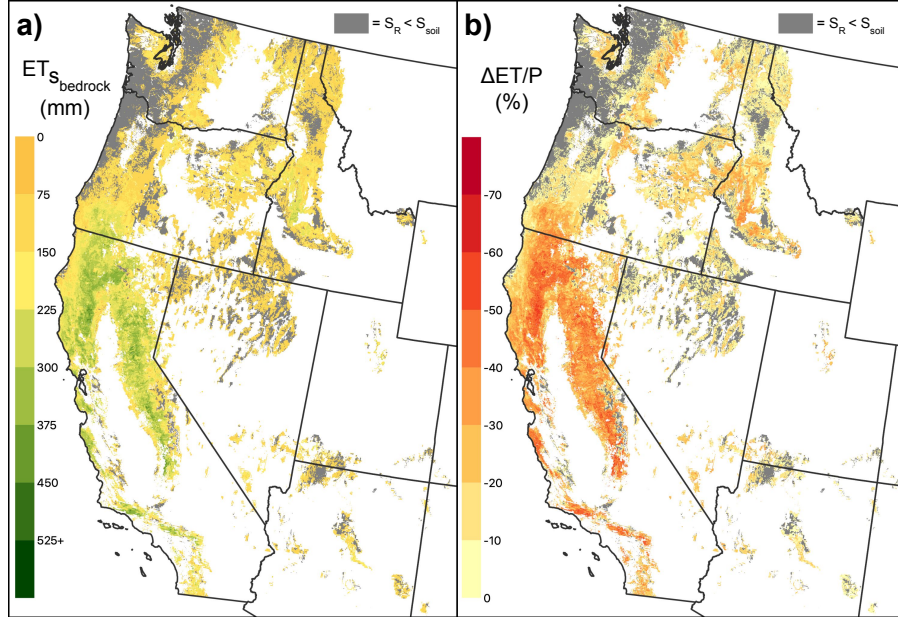 a)
= S_R < S_soil
ET_S_bedrock
(mm)
0
75
150
225
300
375
450
525+
b)
= S_R < S_soil
ΔET/P
(%)
-70
-60
-50
-40
-30
-20
-10
0